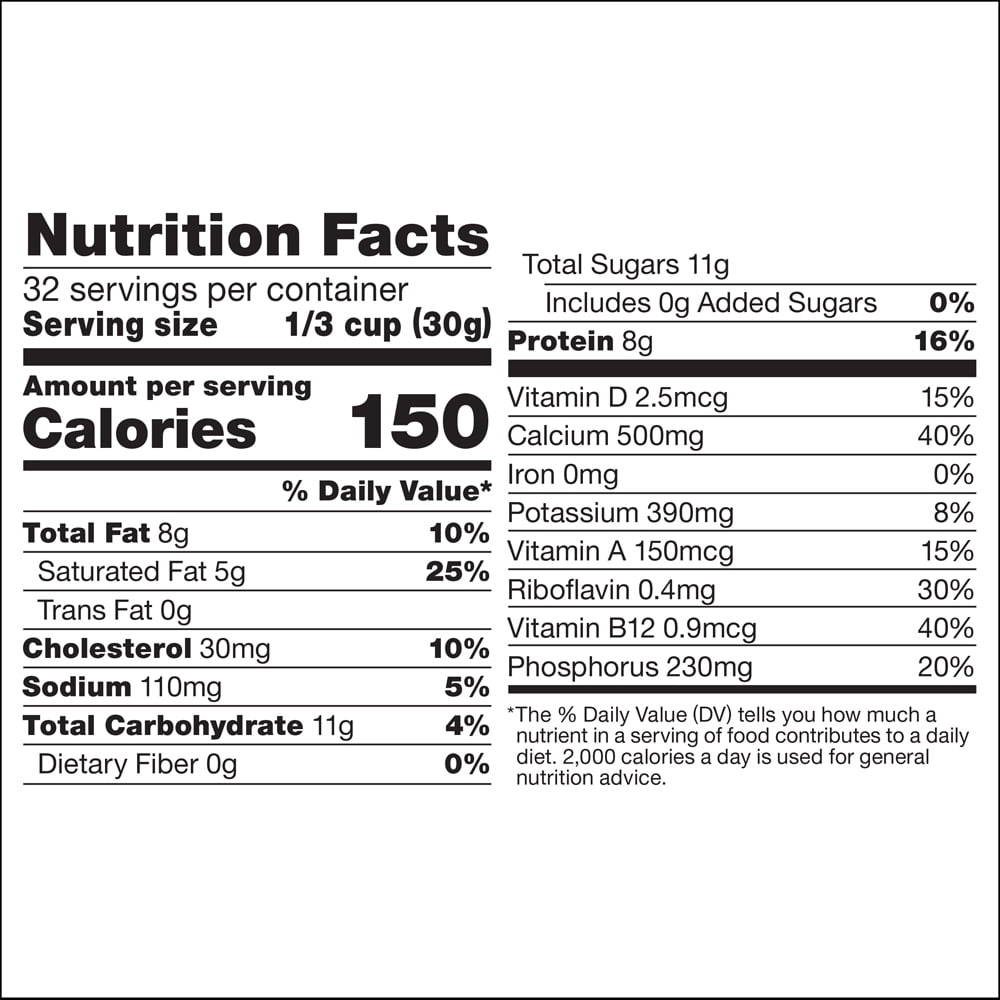 Nutrition Facts
32 servings per container
Serving size 1/3 cup (30g)
Amount per serving
Calories 150
% Daily Value*
Total Fat 8g 10%
Saturated Fat 5g 25%
Trans Fat 0g
Cholesterol 30mg 10%
Sodium 110mg 5%
Total Carbohydrate 11g 4%
Dietary Fiber 0g 0%
Total Sugars 11g
Includes 0g Added Sugars 0%
Protein 8g 16%
Vitamin D 2.5mcg 15%
Calcium 500mg 40%
Iron 0mg 0%
Potassium 390mg 8%
Vitamin A 150mcg 15%
Riboflavin 0.4mg 30%
Vitamin B12 0.9mcg 40%
Phosphorus 230mg 20%
*The % Daily Value (DV) tells you how much a
nutrient in a serving of food contributes to a daily
diet. 2,000 calories a day is used for general
nutrition advice.